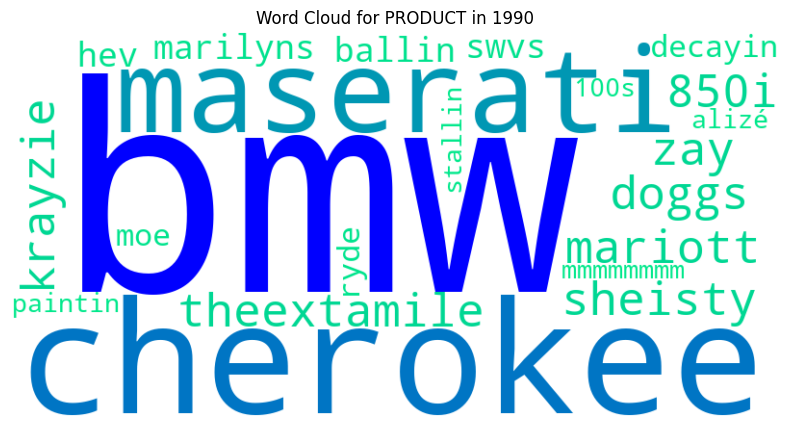 Word Cloud for PRODUCT in 1990
hev
marilyns
ballin
swvs
decayin
maserati
100s
850i
alizé
stallin
krayzie
bmw
zay
doggs
moe
ryde
mariott
mmmmmmmm
paintin
theextamile
sheisty
cherokee